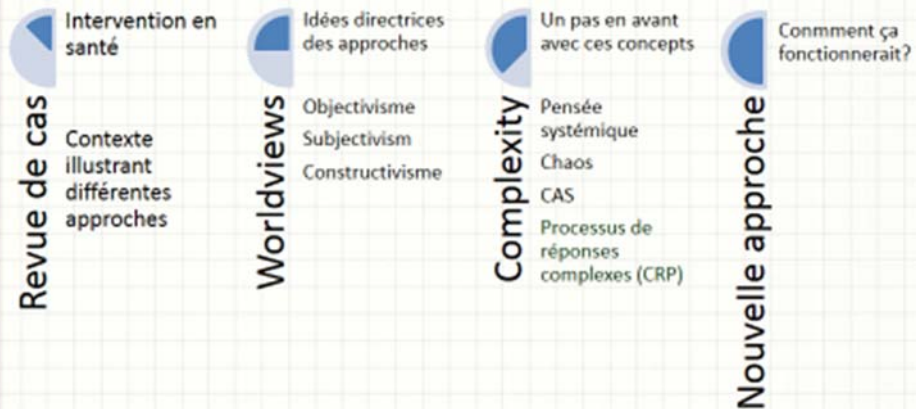 Revue de cas
Intervention en
santé
Contexte
illustrant
différentes
approches
Worldviews
Idées directrices
des approches
Objectivisme
Subjectivism
Constructivisme
Complexity
Un pas en avant
avec ces concepts
Pensée
systémique
Chaos
CAS
Processus de
réponses
complexes (CRP)
Nouvelle approche
Conmment ça
fonctionnerait?